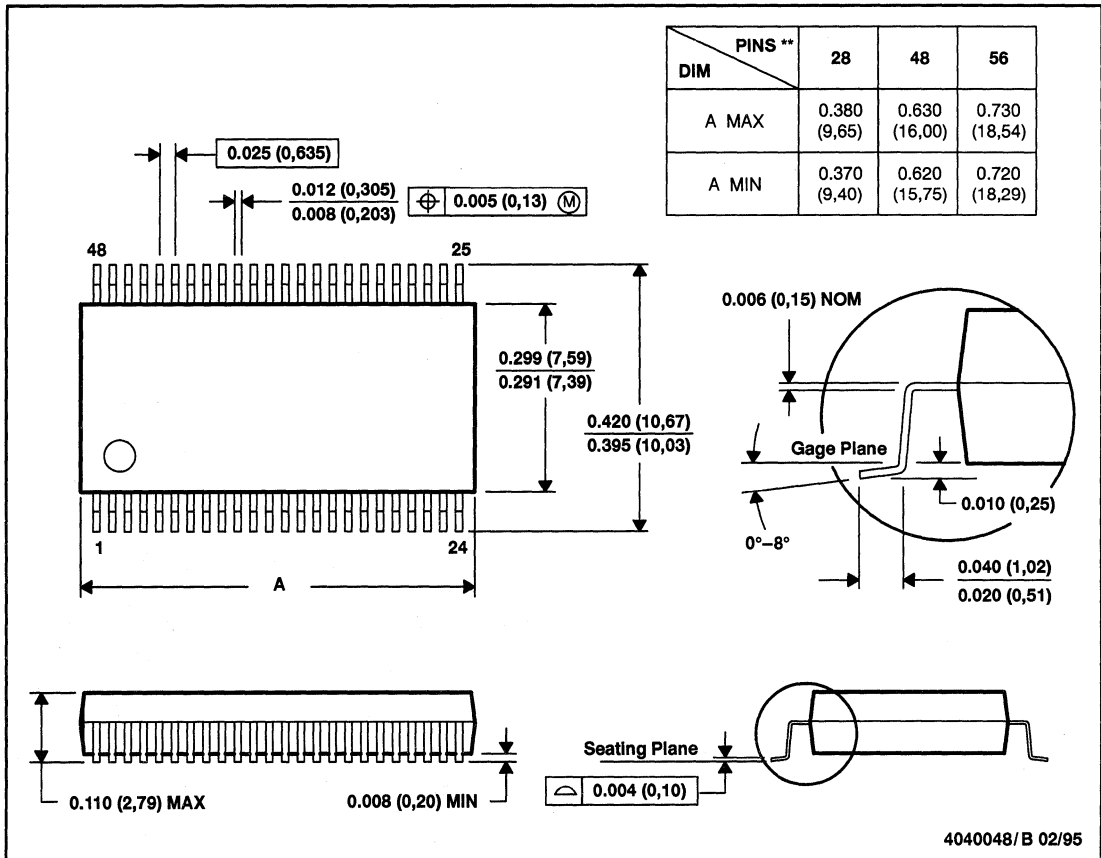 PINS ** 28 48 56
DIM
A MAX 0.380 0.630 0.730
(9,65) (16,00) (18,54)
A MIN 0.370 0.620 0.720
(9,40) (15,75) (18,29)
0.025 (0,635)
0.012 (0,305)
0.008 (0,203)
0.005 (0,13) Ⓜ
48 25
0.299 (7,59)
0.291 (7,39)
0.420 (10,67)
0.395 (10,03)
1 24
A
0.006 (0,15) NOM
Gage Plane
0.010 (0,25)
0°–8°
0.040 (1,02)
0.020 (0,51)
0.110 (2,79) MAX
0.008 (0,20) MIN
Seating Plane
0.004 (0,10)
4040048/ B 02/95